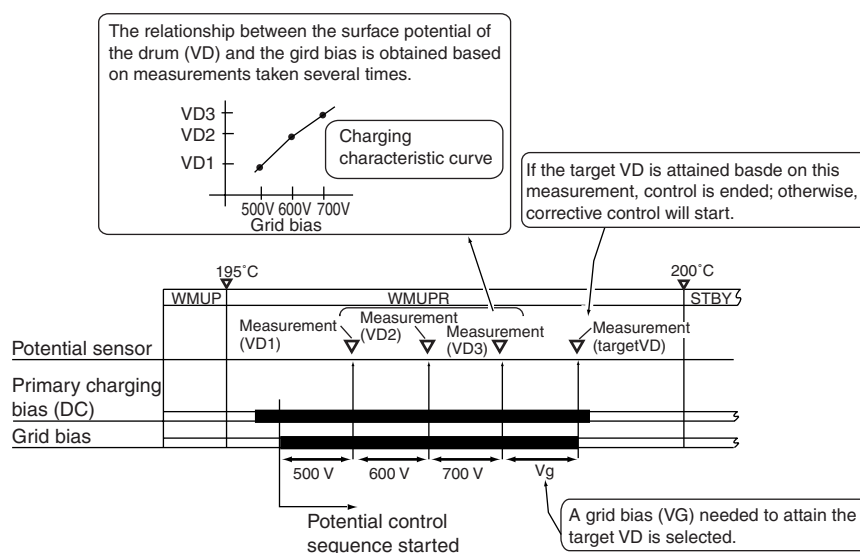 The relationship between the surface potential of
the drum (VD) and the gird bias is obtained based
on measurements taken several times.
VD3
VD2
VD1
500V 600V 700V
Grid bias
Charging
characteristic curve
If the target VD is attained basde on this
measurement, control is ended; otherwise,
corrective control will start.
195˚C
200˚C
WMUP
WMUPR
STBY
Potential sensor
Measurement
(VD1)
Measurement
(VD2)
Measurement
(VD3)
Measurement
(targetVD)
Primary charging
bias (DC)
Grid bias
500 V
600 V
700 V
Vg
Potential control
sequence started
A grid bias (VG) needed to attain the
target VD is selected.